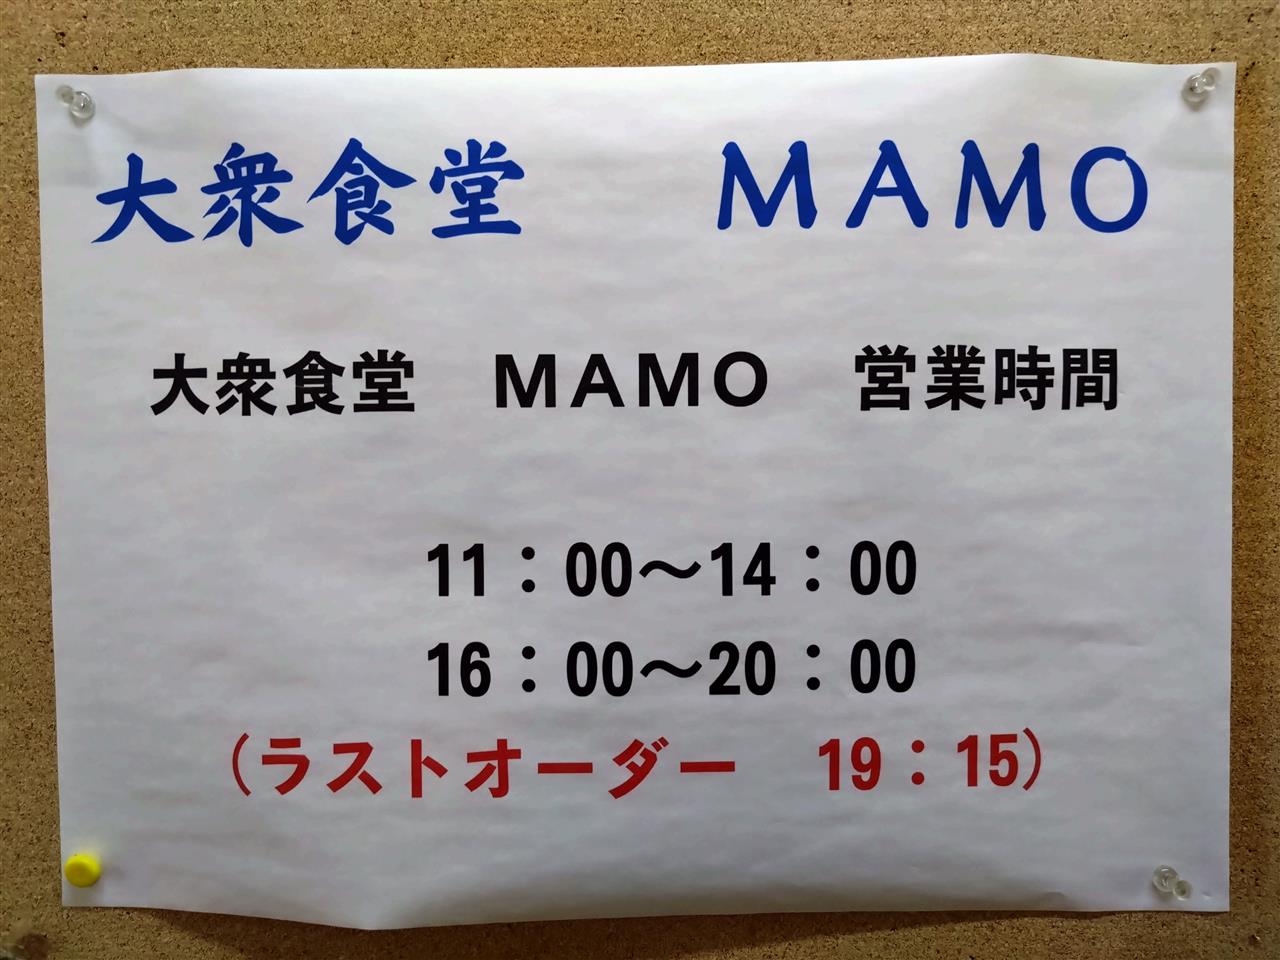 大衆食堂　ＭＡＭＯ
大衆食堂　ＭＡＭＯ　営業時間
11：00～14：00
16：00～20：00
（ラストオーダー　19：15）